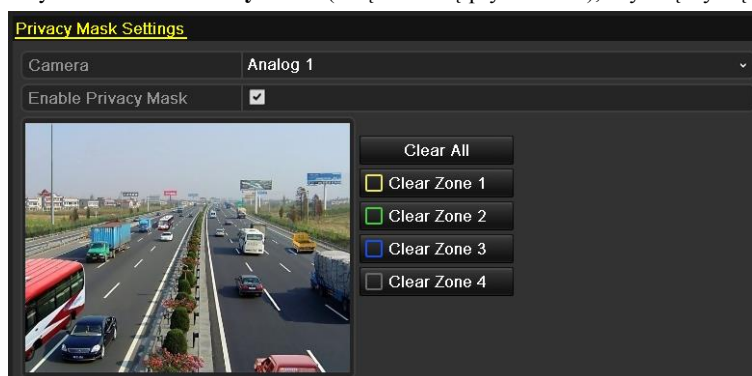 Privacy Mask Settings
Camera Analog 1
Enable Privacy Mask
Clear All
Clear Zone 1
Clear Zone 2
Clear Zone 3
Clear Zone 4